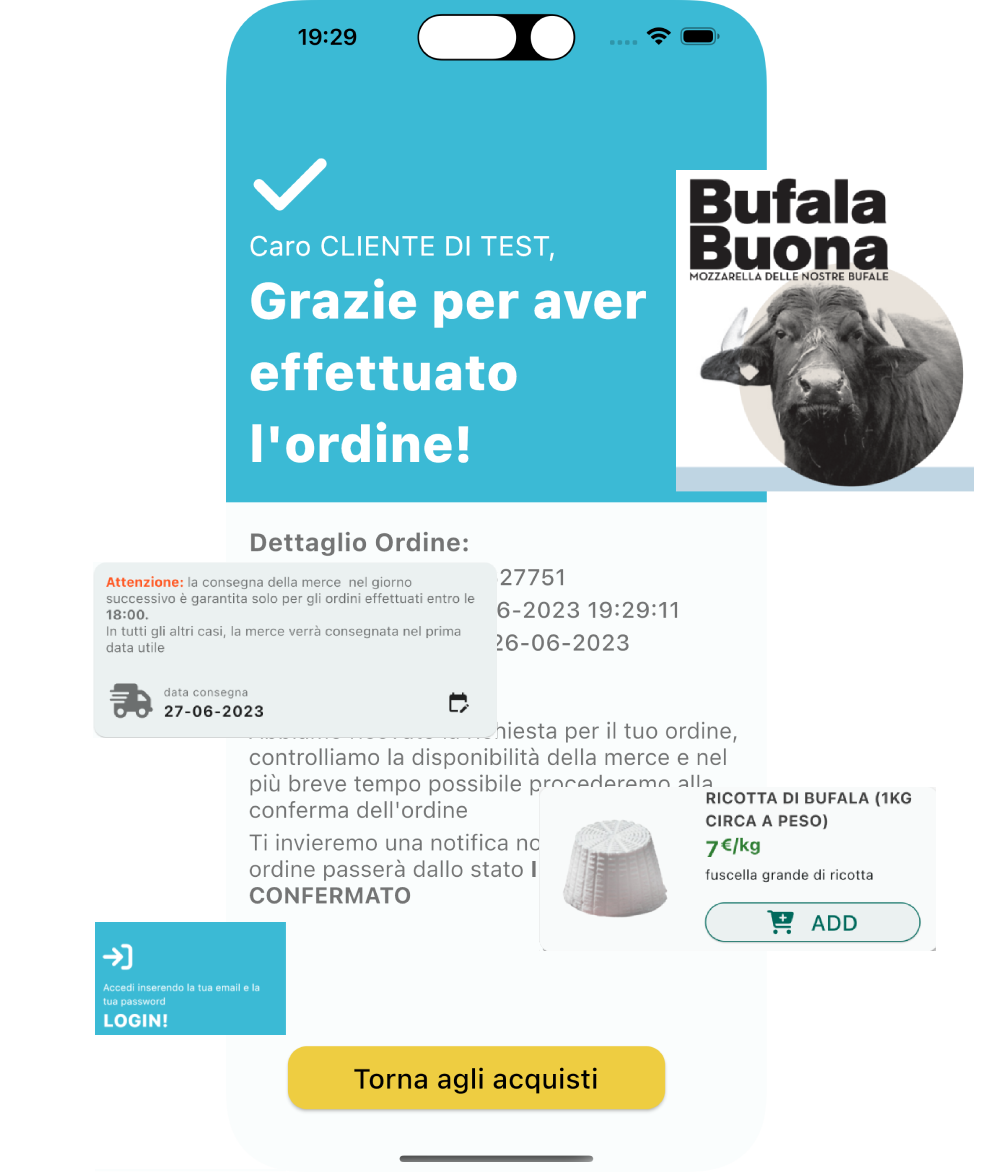 19:29
Bufala
Buona
MOZZARELLA DELLE NOSTRE BUFALE
Caro CLIENTE DI TEST,
Grazie per aver
effettuato
l'ordine!
Dettaglio Ordine:
27751
6-2023 19:29:11
26-06-2023
Attenzione: la consegna della merce nel giorno
successivo è garantita solo per gli ordini effettuati entro le
18:00.
In tutti gli altri casi, la merce verrà consegnata nel prima
data utile
data consegna
27-06-2023
richiesta per il tuo ordine,
controlliamo la disponibilità della merce e nel
più breve tempo possibile procederemo alla
conferma dell'ordine
Ti invieremo una notifica
ordine passerà dallo stato
CONFERMATO
RICOTTA DI BUFALA (1KG
CIRCA A PESO)
7€/kg
fuscella grande di ricotta
ADD
Accedi inserendo la tua email e la
tua password
LOGIN!
Torna agli acquisti